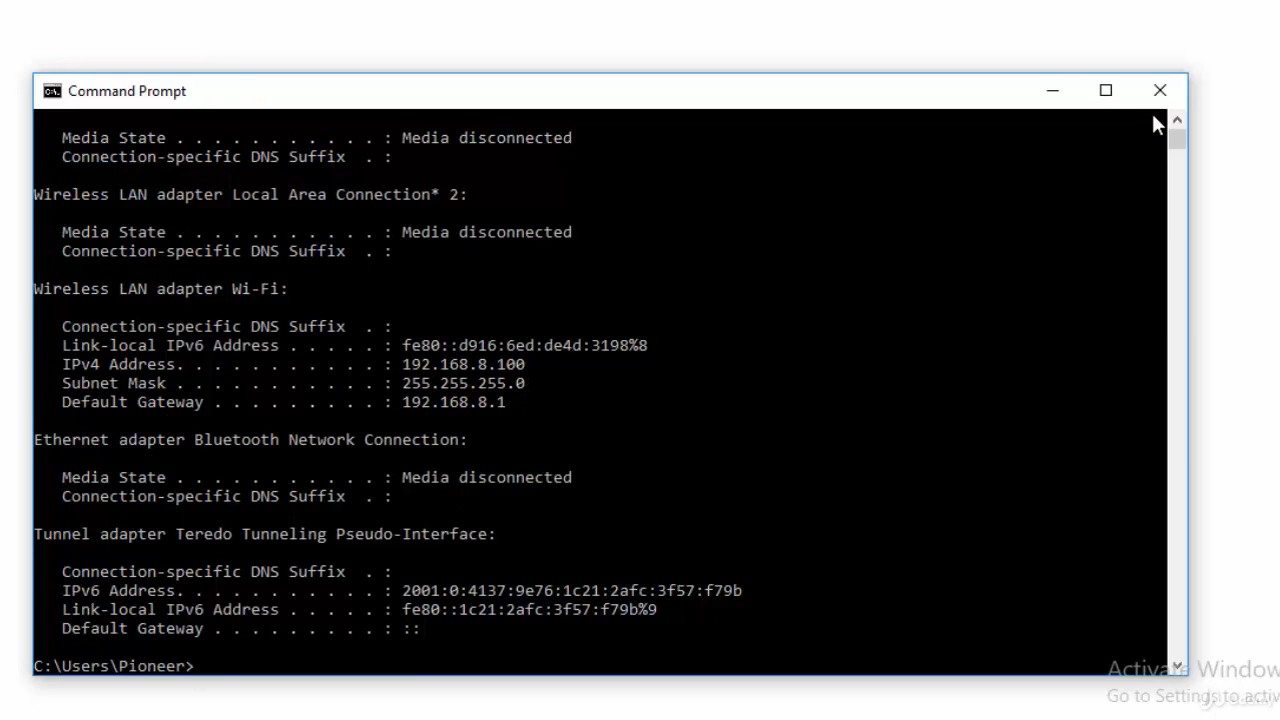 Command Prompt
Media State . . . . . . . . . . . : Media disconnected
Connection-specific DNS Suffix  . :
Wireless LAN adapter Local Area Connection* 2:
Media State . . . . . . . . . . . : Media disconnected
Connection-specific DNS Suffix  . :
Wireless LAN adapter Wi-Fi:
Connection-specific DNS Suffix  . :
Link-local IPv6 Address . . . . . : fe80::d916:6ed:de4d:3198%8
IPv4 Address. . . . . . . . . . . : 192.168.8.100
Subnet Mask . . . . . . . . . . . : 255.255.255.0
Default Gateway . . . . . . . . . : 192.168.8.1
Ethernet adapter Bluetooth Network Connection:
Media State . . . . . . . . . . . : Media disconnected
Connection-specific DNS Suffix  . :
Tunnel adapter Teredo Tunneling Pseudo-Interface:
Connection-specific DNS Suffix  . :
IPv6 Address. . . . . . . . . . . : 2001:0:4137:9e76:1c21:2afc:3f57:f79b
Link-local IPv6 Address . . . . . : fe80::1c21:2afc:3f57:f79b%9
Default Gateway . . . . . . . . . : ::
C:\Users\Pioneer>
Activate Window
Go to Settings to activ